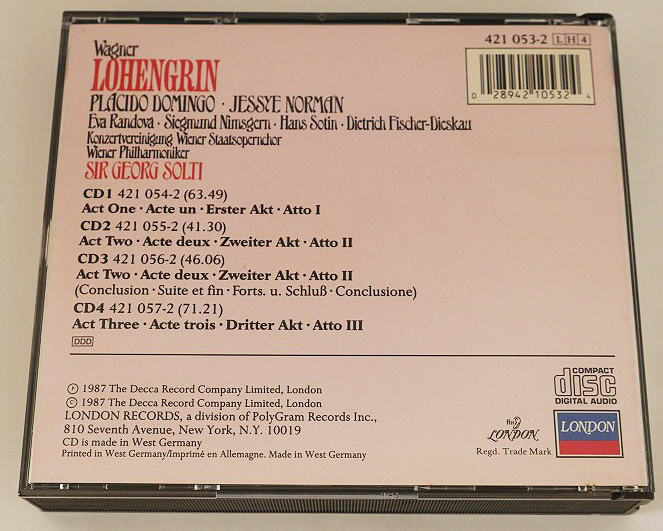 421 053-2 LH4
Wagner
LOHENGRIN
PLÁCIDO DOMINGO · JESSYE NORMAN
Eva Randová · Siegmund Nimsgern · Hans Sotin · Dietrich Fischer-Dieskau
Konzertvereinigung Wiener Staatsopernchor
Wiener Philharmoniker
SIR GEORG SOLTI
0 28942 10532 4
CD1 421 054-2 (63.49)
Act One · Acte un · Erster Akt · Atto I
CD2 421 055-2 (41.30)
Act Two · Acte deux · Zweiter Akt · Atto II
CD3 421 056-2 (46.06)
Act Two · Acte deux · Zweiter Akt · Atto II
(Conclusion · Suite et fin · Forts. u. Schluß · Conclusione)
CD4 421 057-2 (71.21)
Act Three · Acte trois · Dritter Akt · Atto III
DDD
℗ 1987 The Decca Record Company Limited, London
© 1987 The Decca Record Company Limited, London
LONDON RECORDS, a division of PolyGram Records Inc.,
810 Seventh Avenue, New York, N.Y. 10019
CD is made in West Germany
Printed in West Germany/Imprimé en Allemagne. Made in West Germany
COMPACT
disc
DIGITAL AUDIO
LONDON
Regd. Trade Mark
LONDON